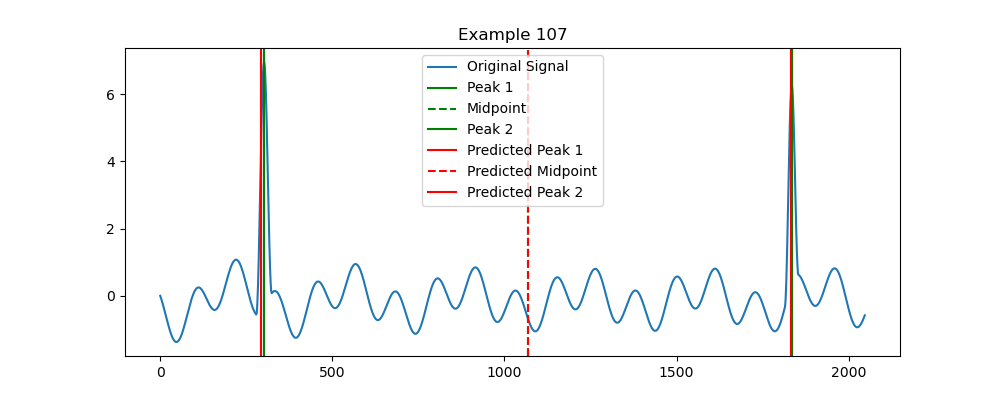 Example 107
Original Signal
Peak 1
Midpoint
Peak 2
Predicted Peak 1
Predicted Midpoint
Predicted Peak 2
6
4
2
0
0 500 1000 1500 2000